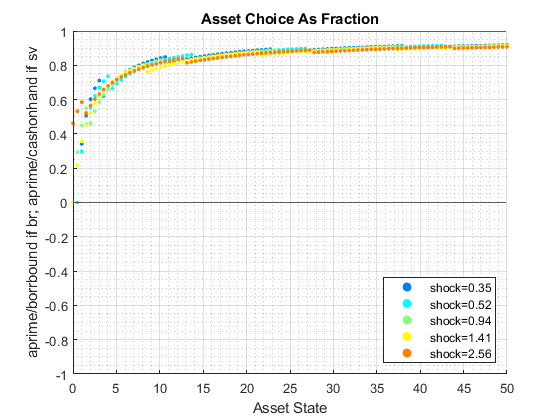 Asset Choice As Fraction
aprime/borrbound if br; aprime/cashonhand if sv
1
0.8
0.6
0.4
0.2
0
-0.2
-0.4
-0.6
-0.8
-1
shock=0.35
shock=0.52
shock=0.94
shock=1.41
shock=2.56
0 5 10 15 20 25 30 35 40 45 50
Asset State